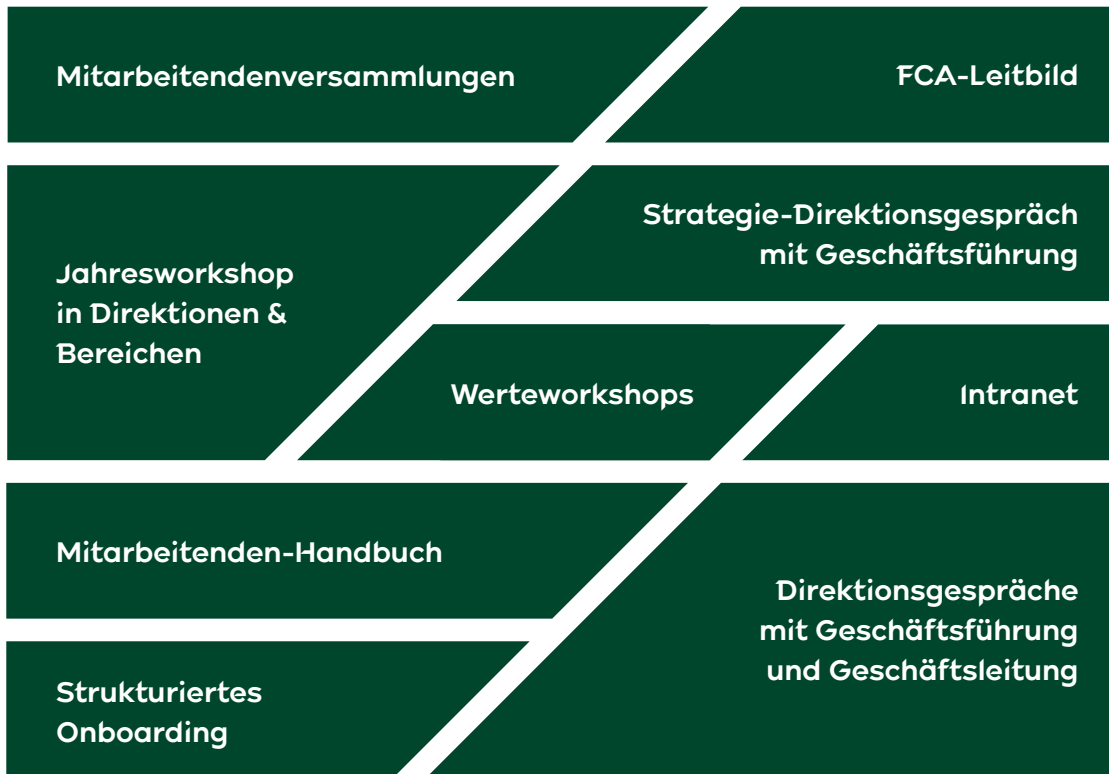 Mitarbeitendenversammlungen
FCA-Leitbild
Jahresworkshop
in Direktionen &
Bereichen
Strategie-Direktionsgespräch
mit Geschäftsführung
Werteworkshops
Intranet
Mitarbeitenden-Handbuch
Direktionsgespräche
mit Geschäftsführung
und Geschäftsleitung
Strukturiertes
Onboarding